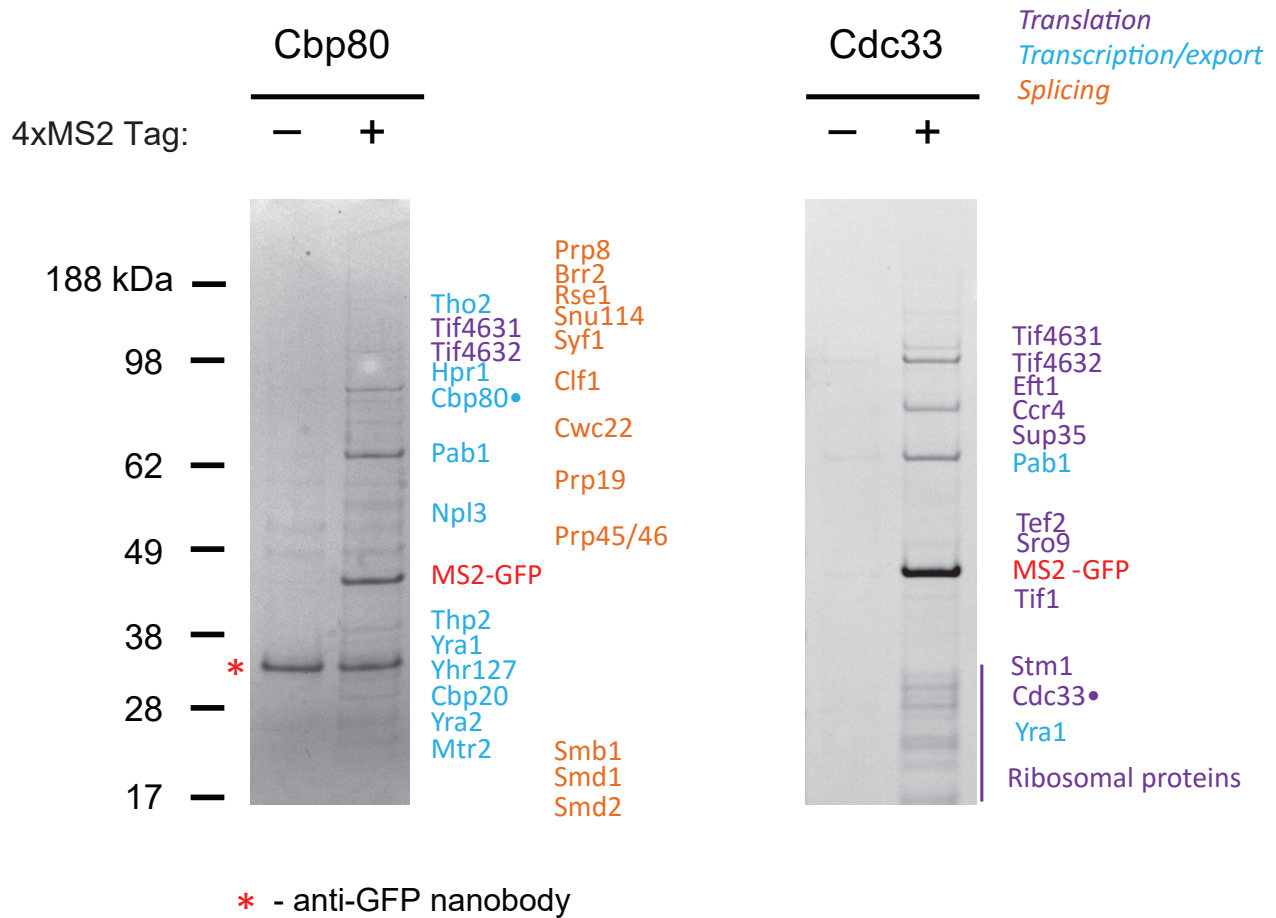 Cbp80
Cdc33
Translation
Transcription/export
Splicing
4xMS2 Tag:
− +
− +
188 kDa
98
62
49
38
*
28
17
Tho2
Tif4631
Tif4632
Hpr1
Cbp80•
Pab1
Npl3
MS2-GFP
Thp2
Yra1
Yhr127
Cbp20
Yra2
Mtr2
Prp8
Brr2
Rse1
Snu114
Syf1
Clf1
Cwc22
Prp19
Prp45/46
Smb1
Smd1
Smd2
Tif4631
Tif4632
Eft1
Ccr4
Sup35
Pab1
Tef2
Sro9
MS2 -GFP
Tif1
Stm1
Cdc33•
Yra1
Ribosomal proteins
* - anti-GFP nanobody